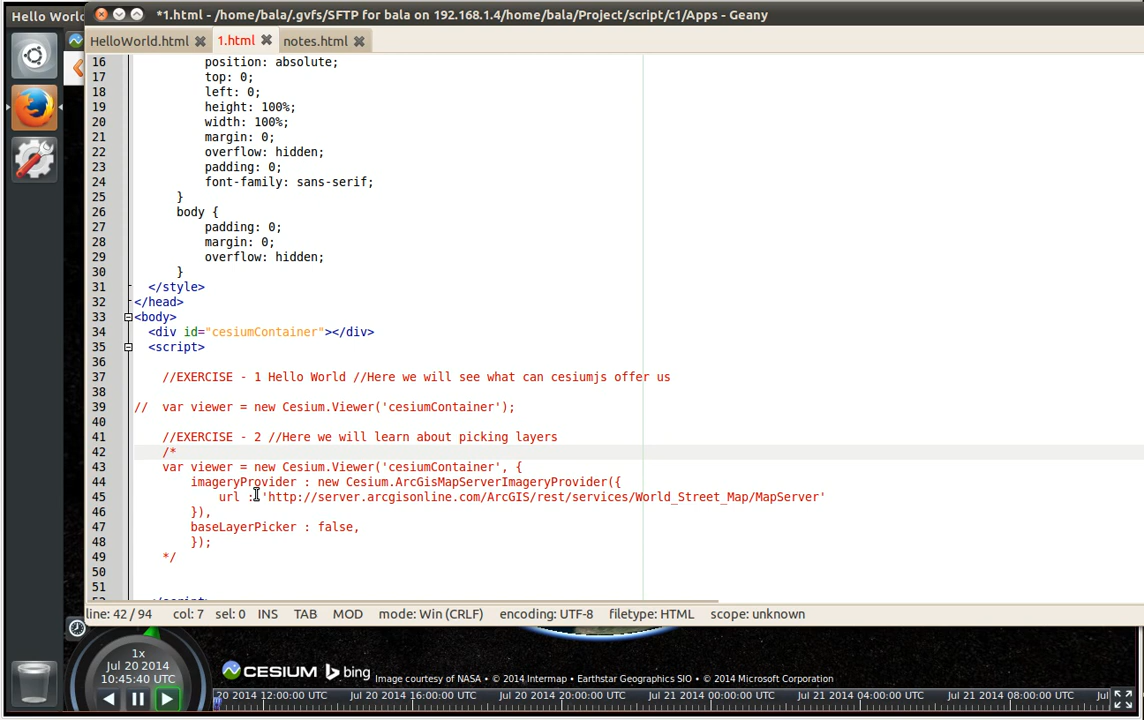 Hello World
*1.html - /home/bala/.gvfs/SFTP for bala on 192.168.1.4/home/bala/Project/script/c1/Apps - Geany
HelloWorld.html 1.html notes.html
16 position: absolute;
17 top: 0;
18 left: 0;
19 height: 100%;
20 width: 100%;
21 margin: 0;
22 overflow: hidden;
23 padding: 0;
24 font-family: sans-serif;
25 }
26 body {
27 padding: 0;
28 margin: 0;
29 overflow: hidden;
30 }
31 </style>
32 </head>
33 <body>
34 <div id="cesiumContainer"></div>
35 <script>
36
37 //EXERCISE - 1 Hello World //Here we will see what can cesiumjs offer us
38
39 // var viewer = new Cesium.Viewer('cesiumContainer');
40
41 //EXERCISE - 2 //Here we will learn about picking layers
42 /*
43 var viewer = new Cesium.Viewer('cesiumContainer', {
44 imageryProvider : new Cesium.ArcGisMapServerImageryProvider({
45 url : 'http://server.arcgisonline.com/ArcGIS/rest/services/World_Street_Map/MapServer'
46 }),
47 baseLayerPicker : false,
48 });
49 */
50
51
line: 42 / 94 col: 7 sel: 0 INS TAB MOD mode: Win (CRLF) encoding: UTF-8 filetype: HTML scope: unknown
1x
Jul 20 2014
10:45:40 UTC
CESIUM bing Image courtesy of NASA • © 2014 Intermap • Earthstar Geographics SIO • © 2014 Microsoft Corporation
20 2014 12:00:00 UTC Jul 20 2014 16:00:00 UTC Jul 20 2014 20:00:00 UTC Jul 21 2014 00:00:00 UTC Jul 21 2014 04:00:00 UTC Jul 21 2014 08:00:00 UTC Jul